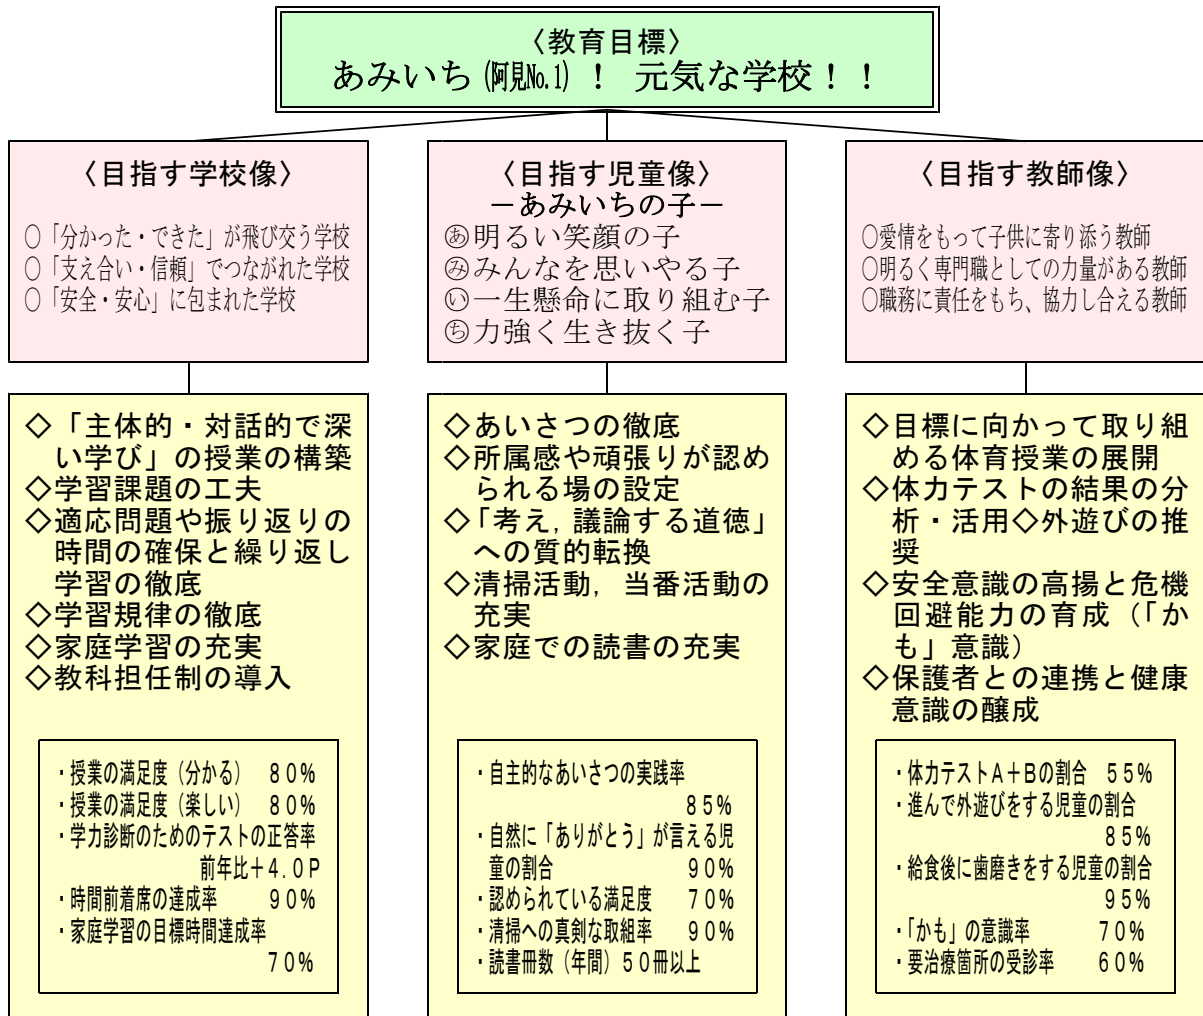 〈教育目標〉
あみいち(阿見No.1)! 元気な学校!!
〈目指す学校像〉
○「分かった・できた」が飛び交う学校
○「支え合い・信頼」でつながれた学校
○「安全・安心」に包まれた学校
〈目指す児童像〉
-あみいちの子-
㋐明るい笑顔の子
㋯みんなを思いやる子
㋑一生懸命に取り組む子
㋠力強く生き抜く子
〈目指す教師像〉
○愛情をもって子供に寄り添う教師
○明るく専門職としての力量がある教師
○職務に責任をもち、協力し合える教師
◇「主体的・対話的で深
い学び」の授業の構築
◇学習課題の工夫
◇適応問題や振り返りの
時間の確保と繰り返し
学習の徹底
◇学習規律の徹底
◇家庭学習の充実
◇教科担任制の導入
・授業の満足度(分かる) 80%
・授業の満足度(楽しい) 80%
・学力診断のためのテストの正答率
前年比+4.0P
・時間前着席の達成率 90%
・家庭学習の目標時間達成率
70%
◇あいさつの徹底
◇所属感や頑張りが認め
られる場の設定
◇「考え,議論する道徳」
への質的転換
◇清掃活動,当番活動の
充実
◇家庭での読書の充実
・自主的なあいさつの実践率
85%
・自然に「ありがとう」が言える児
童の割合 90%
・認められている満足度 70%
・清掃への真剣な取組率 90%
・読書冊数(年間)50冊以上
◇目標に向かって取り組
める体育授業の展開
◇体力テストの結果の分
析・活用◇外遊びの推
奨
◇安全意識の高揚と危機
回避能力の育成(「か
も」意識)
◇保護者との連携と健康
意識の醸成
・体力テストA+Bの割合 55%
・進んで外遊びをする児童の割合
85%
・給食後に歯磨きをする児童の割合
95%
・「かも」の意識率 70%
・要治療箇所の受診率 60%